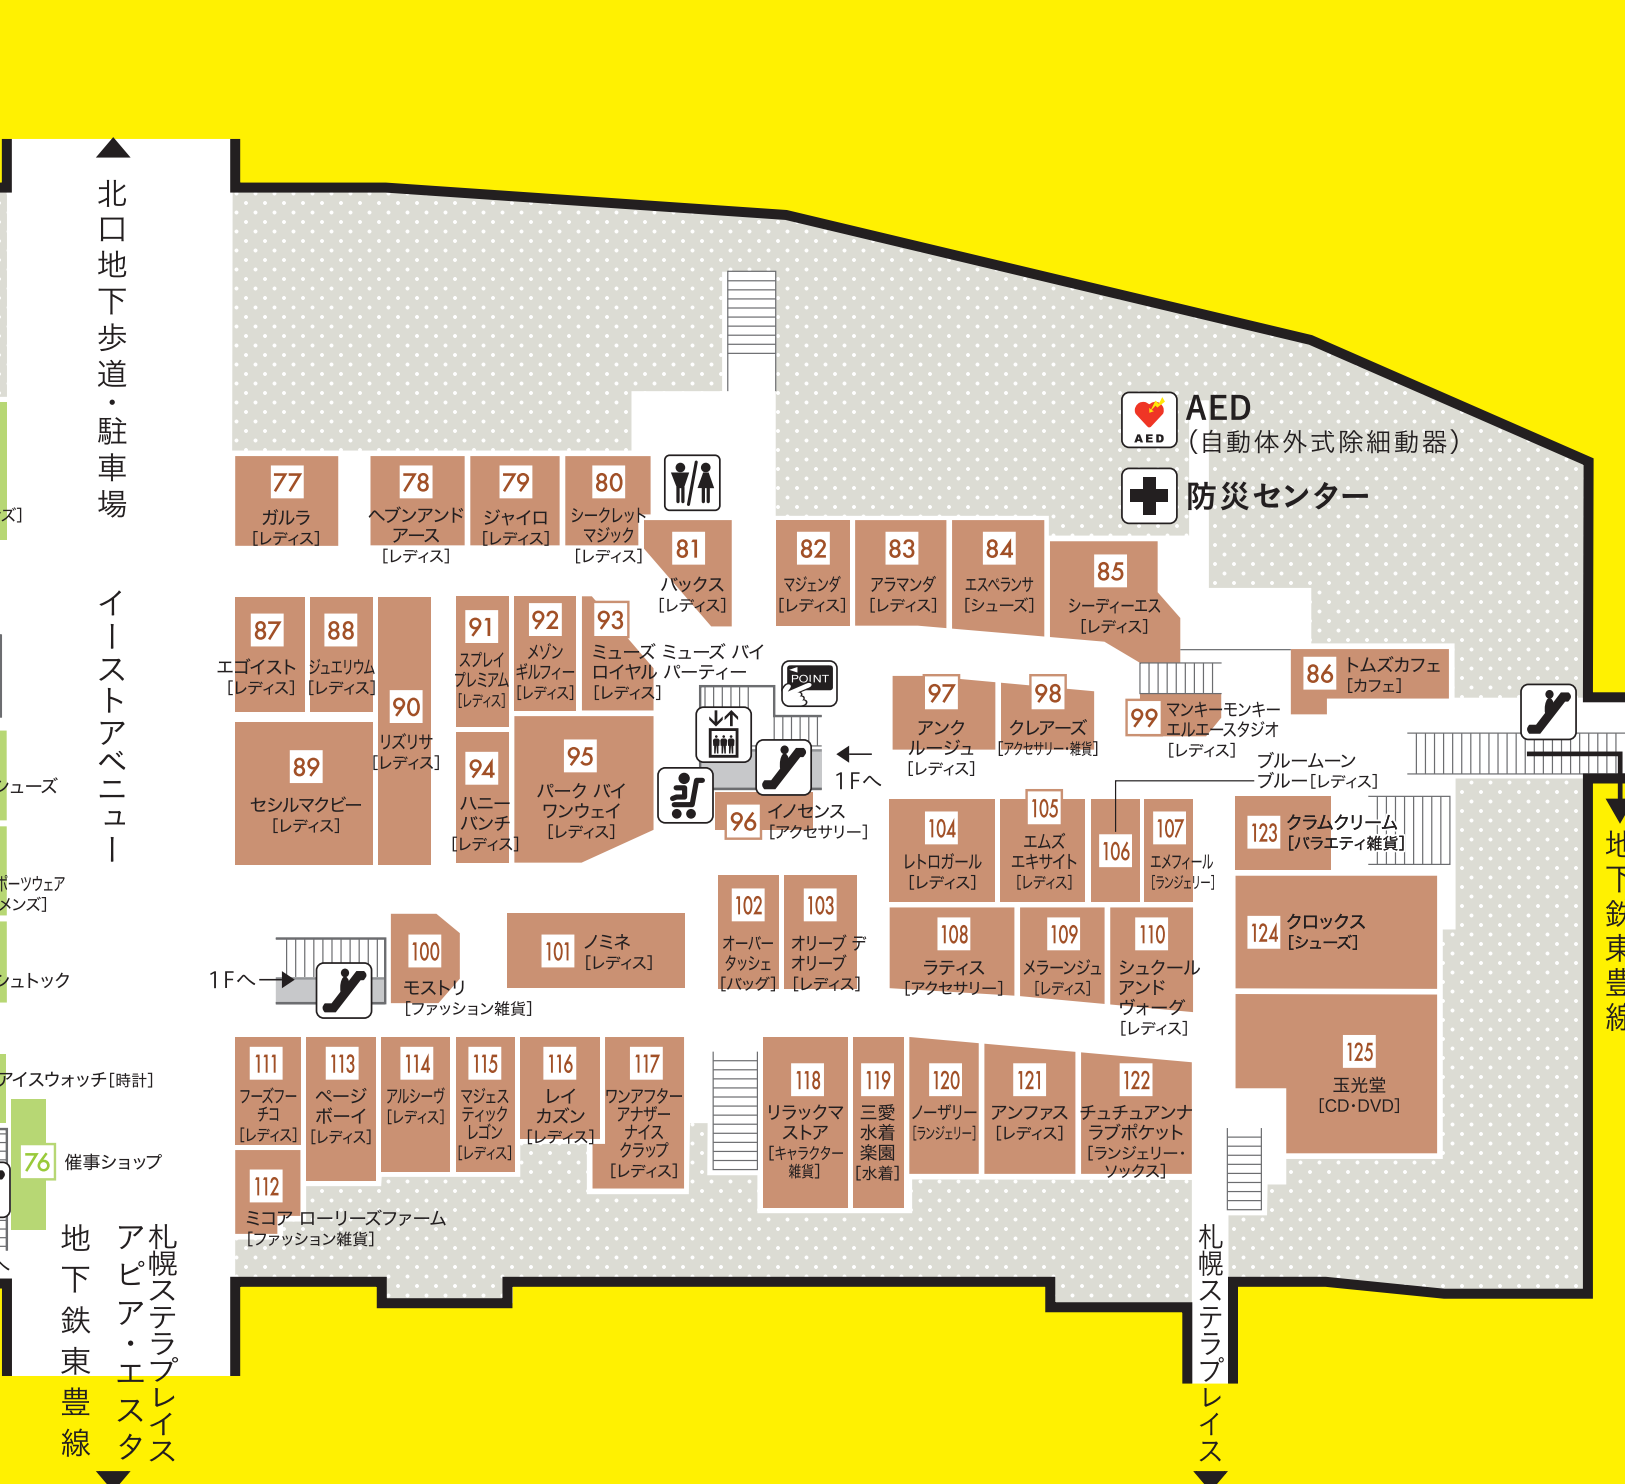 北口地下歩道・駐車場
イーストアベニュー
AED
(自動体外式除細動器)
防災センター
77
ガルラ
[レディス]
78
ヘブンアンド
アース
[レディス]
79
ジャイロ
[レディス]
80
シークレット
マジック
[レディス]
81
バックス
[レディス]
82
マジェンダ
[レディス]
83
アラマンダ
[レディス]
84
エスペランサ
[シューズ]
85
シーディーエス
[レディス]
86
トムズカフェ
[カフェ]
87
エゴイスト
[レディス]
88
ジュエリウム
[レディス]
89
セシルマクビー
[レディス]
90
リズリサ
[レディス]
91
スプレイ
プレミアム
[レディス]
92
メゾン
ギルフィー
[レディス]
93
ミューズ ミューズ バイ
ロイヤル パーティー
[レディス]
94
ハニー
バンチ
[レディス]
95
パーク バイ
ワンウェイ
[レディス]
POINT
1Fへ
96
イノセンス
[アクセサリー]
97
アンク
ルージュ
[レディス]
98
クレアーズ
[アクセサリー・雑貨]
99
マンキーモンキー
エルエースタジオ
[レディス]
ブルームーン
ブルー[レディス]
100
モストリ
[ファッション雑貨]
1Fへ
101
ノミネ
[レディス]
102
オーバー
タッシェ
[バッグ]
103
オリーブ デ
オリーブ
[レディス]
104
レトロガール
[レディス]
105
エムズ
エキサイト
[レディス]
106
107
エメフィール
[ランジェリー]
108
ラティス
[アクセサリー]
109
メラーンジュ
[レディス]
110
シュクール
アンド
ヴォーグ
[レディス]
111
フーズフー
チコ
[レディス]
112
ミコア ローリーズファーム
[ファッション雑貨]
113
ページ
ボーイ
[レディス]
114
アルシーヴ
[レディス]
115
マジェス
ティック
レゴン
[レディス]
116
レイ
カズン
[レディス]
117
ワンアフター
アナザー
ナイス
クラップ
[レディス]
118
リラックマ
ストア
[キャラクター
雑貨]
119
三愛
水着
楽園
[水着]
120
ノーザリー
[ランジェリー]
121
アンファス
[レディス]
122
チュチュアンナ
ラブポケット
[ランジェリー・
ソックス]
123
クラムクリーム
[バラエティ雑貨]
124
クロックス
[シューズ]
125
玉光堂
[CD・DVD]
地下鉄東豊線
ズ]
シューズ
ポーツウェア
メンズ]
シュトック
アイスウォッチ[時計]
76
催事ショップ
地下鉄東豊線
アピア・エスタ
札幌ステラプレイス
札幌ステラプレイス
AED